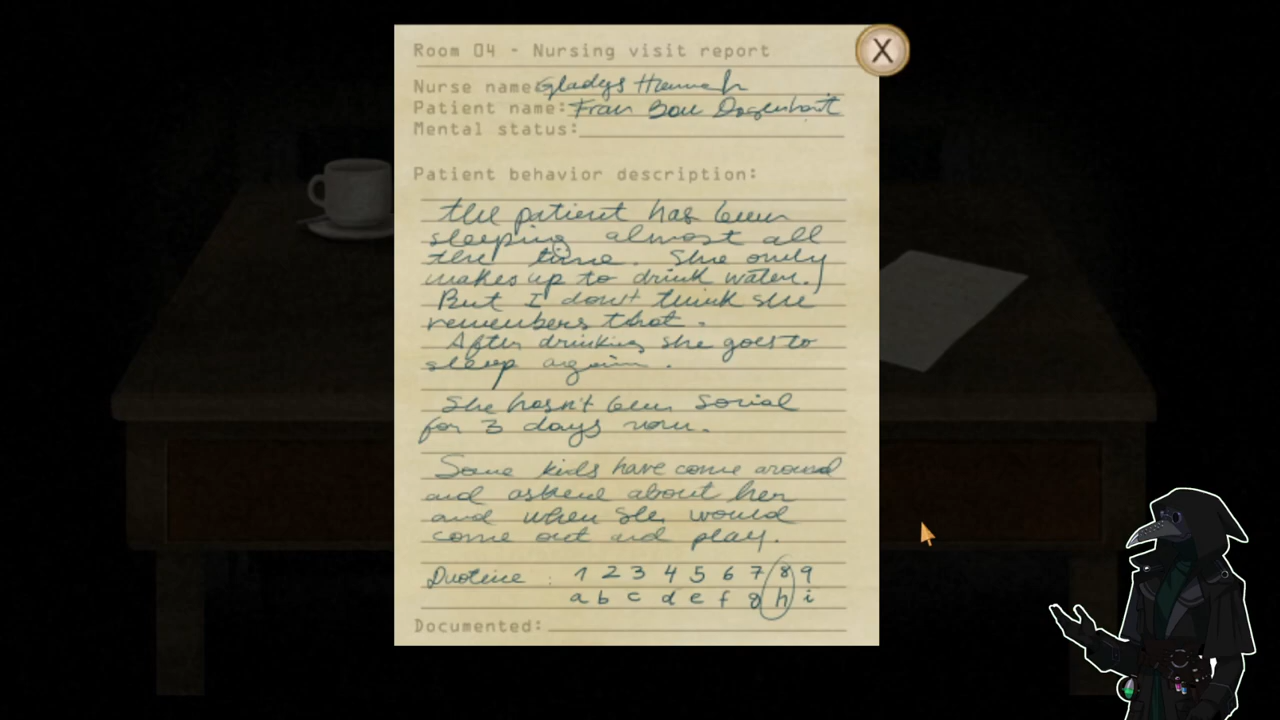 X
Room 04 - Nursing visit report
Nurse name: Gladys
Patient name: Fran Bow Dagenhart
Mental status:
Patient behavior description:
the patient has been
sleeping almost all
the time. She only
wakes up to drink water.
But I don't think she
remembers that.
After drinking she goes to
sleep again.
She hasn't been social
for 3 days now.
Some kids have come around
and asked about her
and when she would
come out and play.
Duotine : 1 2 3 4 5 6 7 8 9
a b c d e f g h i
Documented: